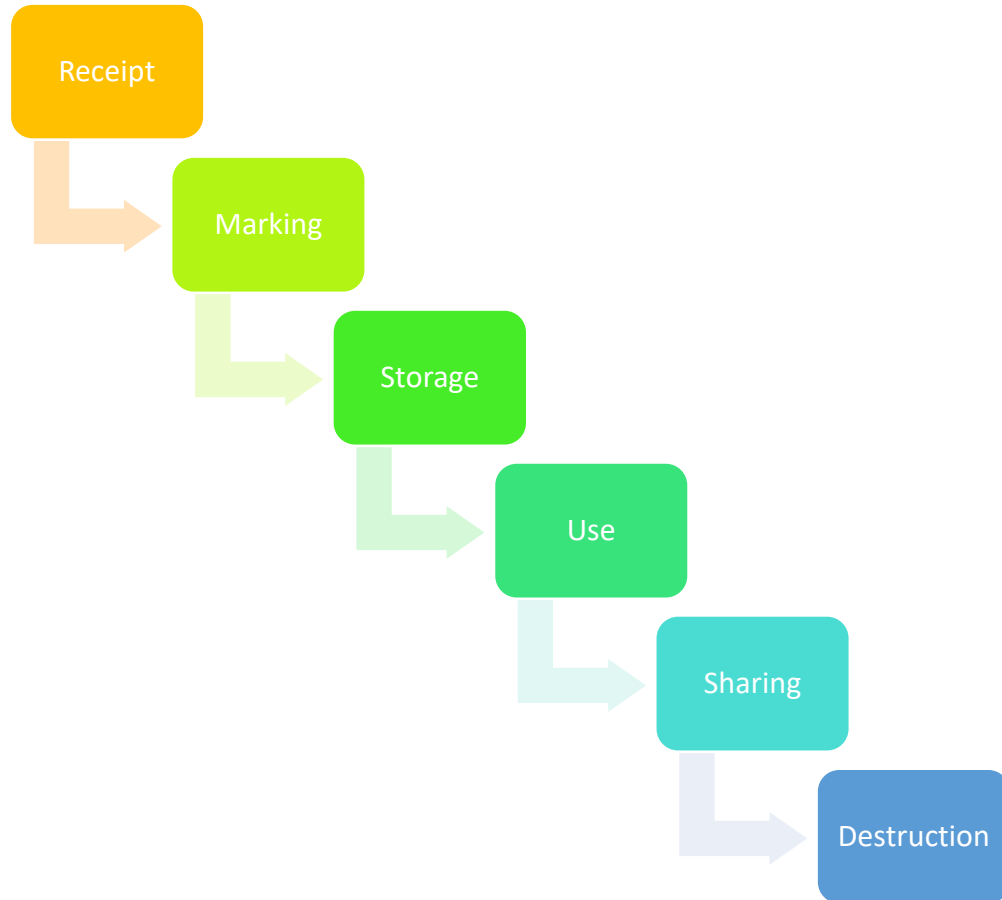 Receipt
Marking
Storage
Use
Sharing
Destruction